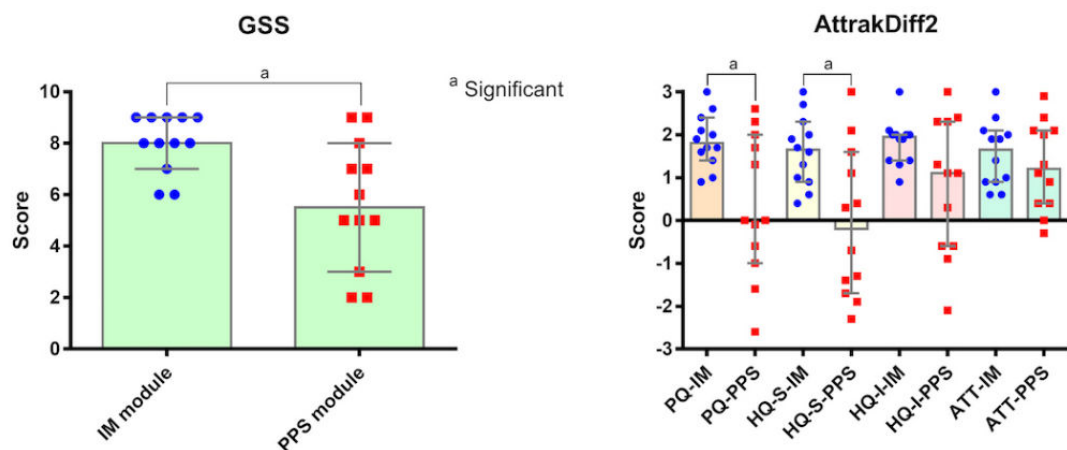 GSS
a
a Significant
Score
10
8
6
4
2
0
IM module
PPS module
AttrakDiff2
a
a
Score
3
2
1
0
-1
-2
-3
PQ-IM
PQ-PPS
HQ-S-IM
HQ-S-PPS
HQ-I-IM
HQ-I-PPS
ATT-IM
ATT-PPS